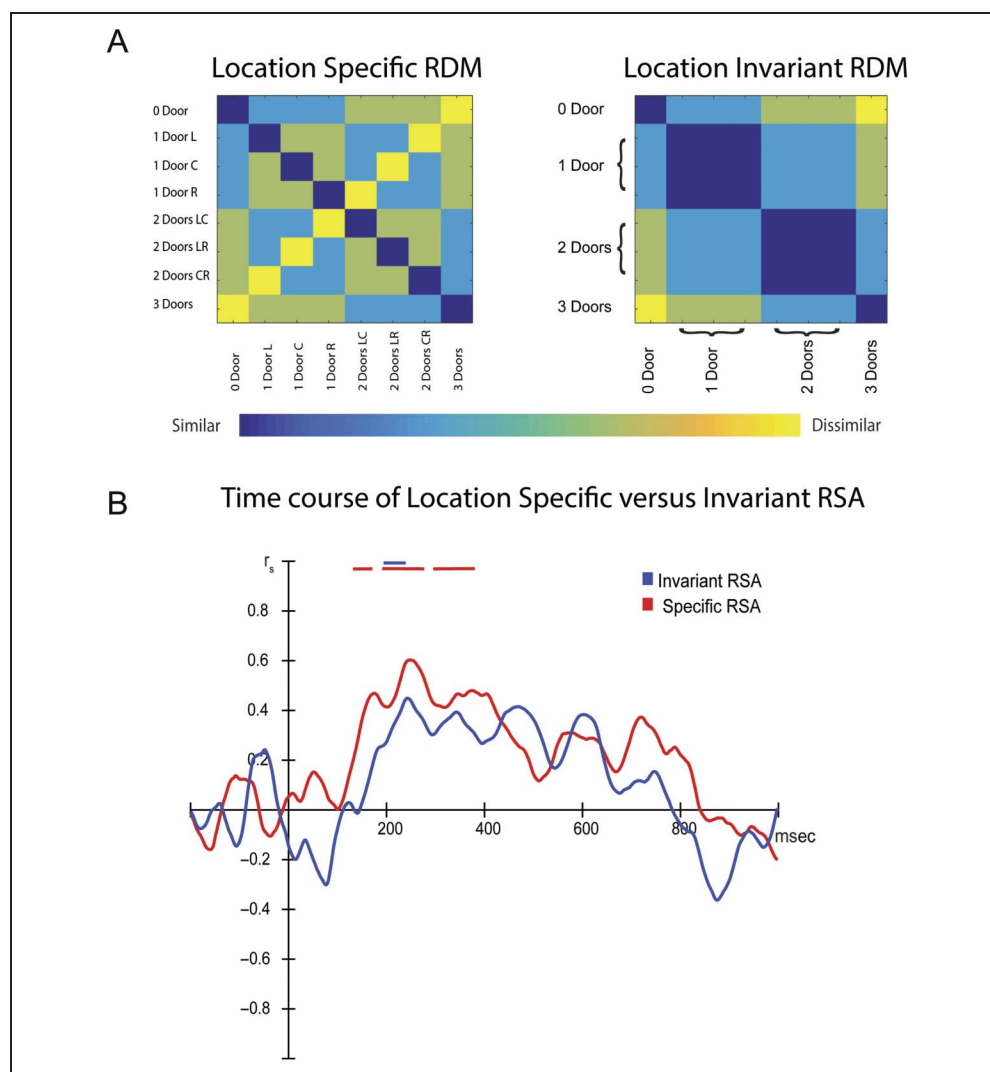 A
Location Specific RDM
Location Invariant RDM
0 Door
1 Door L
1 Door C
1 Door R
2 Doors LC
2 Doors LR
2 Doors CR
3 Doors
0 Door
1 Door L
1 Door C
1 Door R
2 Doors LC
2 Doors LR
2 Doors CR
3 Doors
0 Door
1 Door
2 Doors
3 Doors
0 Door
1 Door
2 Doors
3 Doors
Similar
Dissimilar
B
Time course of Location Specific versus Invariant RSA
rs
Invariant RSA
Specific RSA
0.8
0.6
0.4
0.2
200
400
600
800
msec
−0.2
−0.4
−0.6
−0.8